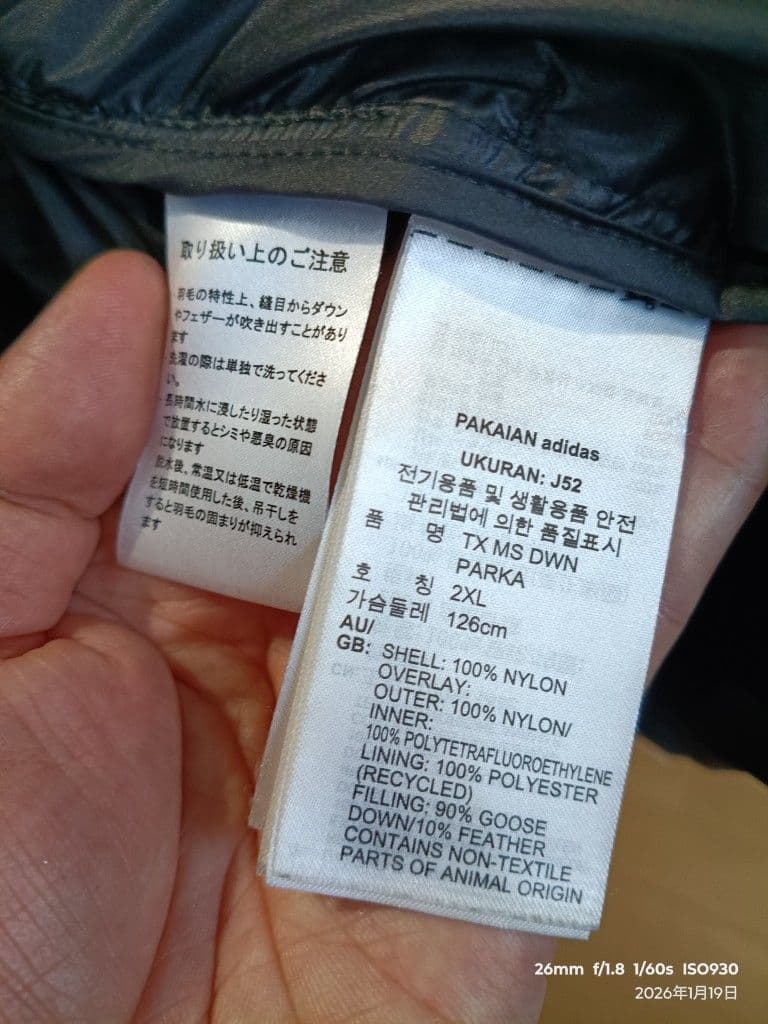 取り扱い上のご注意
・羽毛の特性上、縫目からダウン
やフェザーが吹き出すことがあり
ます
・洗濯の際は単独で洗ってくださ
い。
・長時間水に浸したり湿った状態
で放置するとシミや悪臭の原因
になります
脱水後、常温又は低温で乾燥機
を短時間使用した後、吊干しを
すると羽毛の固まりが抑えられ
ます
PAKAIAN adidas
UKURAN: J52
전기용품 및 생활용품 안전
관리법에 의한 품질표시
품 명 TX MS DWN
PARKA
호 칭 2XL
가슴둘레 126cm
AU/
GB: SHELL: 100% NYLON
OVERLAY:
OUTER: 100% NYLON/
INNER:
100% POLYTETRAFLUOROETHYLENE
LINING: 100% POLYESTER
(RECYCLED)
FILLING: 90% GOOSE
DOWN/10% FEATHER
CONTAINS NON-TEXTILE
PARTS OF ANIMAL ORIGIN
26mm f/1.8 1/60s ISO930
2026年1月19日